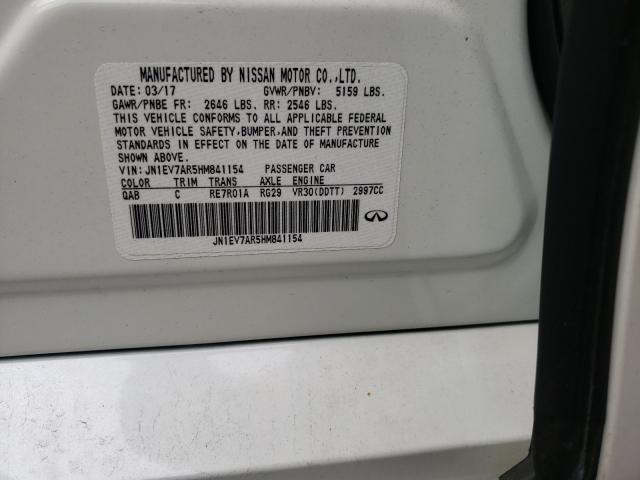 MANUFACTURED BY NISSAN MOTOR CO.,LTD.
DATE: 03/17 GVWR/PNBV: 5159 LBS.
GAWR/PNBE FR: 2646 LBS. RR: 2546 LBS.
THIS VEHICLE CONFORMS TO ALL APPLICABLE FEDERAL
MOTOR VEHICLE SAFETY,BUMPER,AND THEFT PREVENTION
STANDARDS IN EFFECT ON THE DATE OF MANUFACTURE
SHOWN ABOVE.
VIN: JN1EV7AR5HM841154 PASSENGER CAR
COLOR TRIM TRANS AXLE ENGINE
QAB C RE7R01A RG29 VR30(DDTT) 2997CC
JN1EV7AR5HM841154